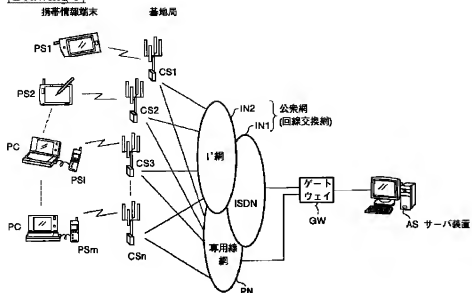 携帯情報端末
基地局
PS1
CS1
PS2
CS2
IN2
IN1
公衆網
(回線交換網)
PC
CS3
I'網
PSl
ISDN
ゲート
ウェイ
GW
PC
PSm
CSn
専用線
網
AS サーバ装置
PN